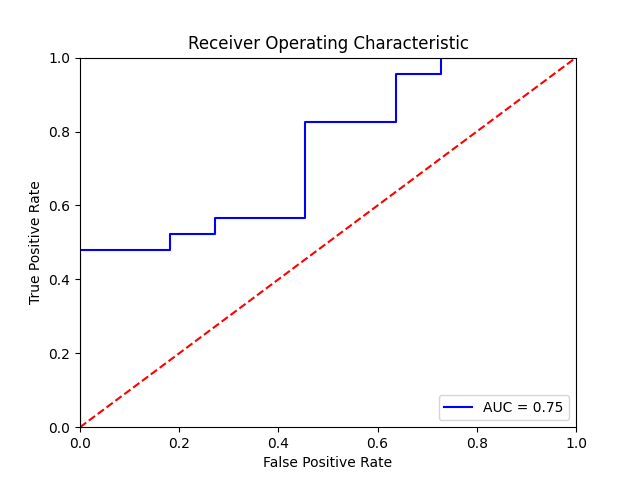 Receiver Operating Characteristic
True Positive Rate
1.0
0.8
0.6
0.4
0.2
0.0
0.0 0.2 0.4 0.6 0.8 1.0
False Positive Rate
AUC = 0.75